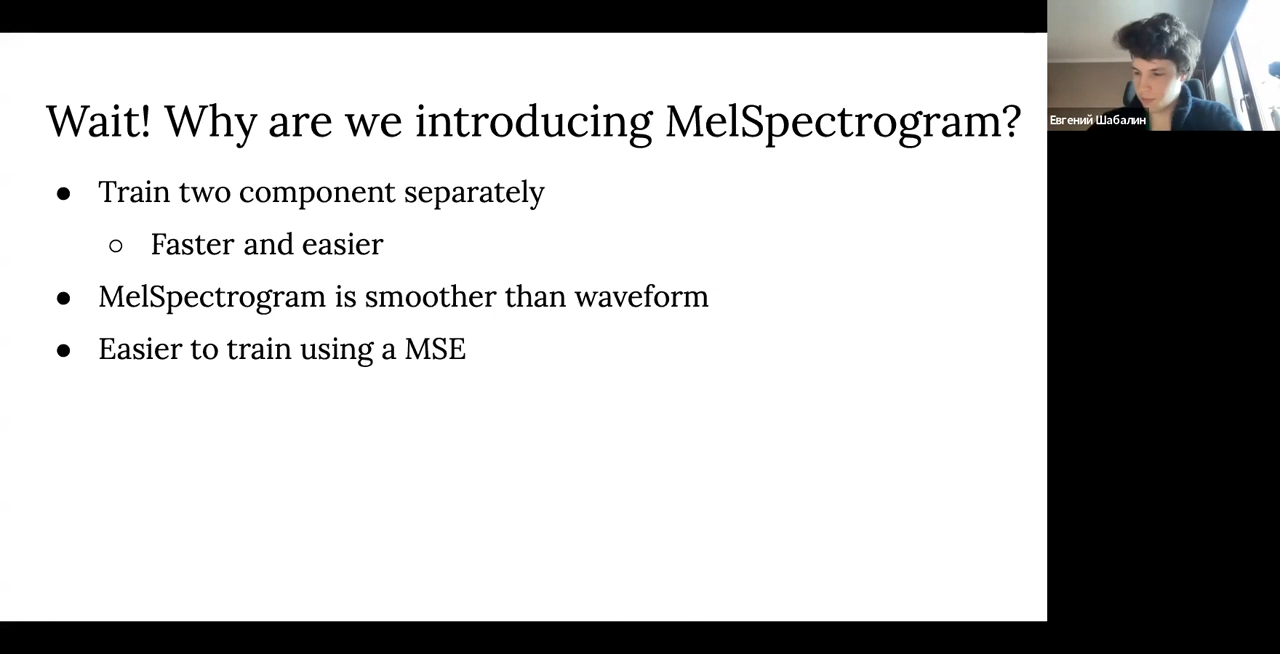 Wait! Why are we introducing MelSpectrogram?
● Train two component separately
○ Faster and easier
● MelSpectrogram is smoother than waveform
● Easier to train using a MSE
Евгений Шабалин